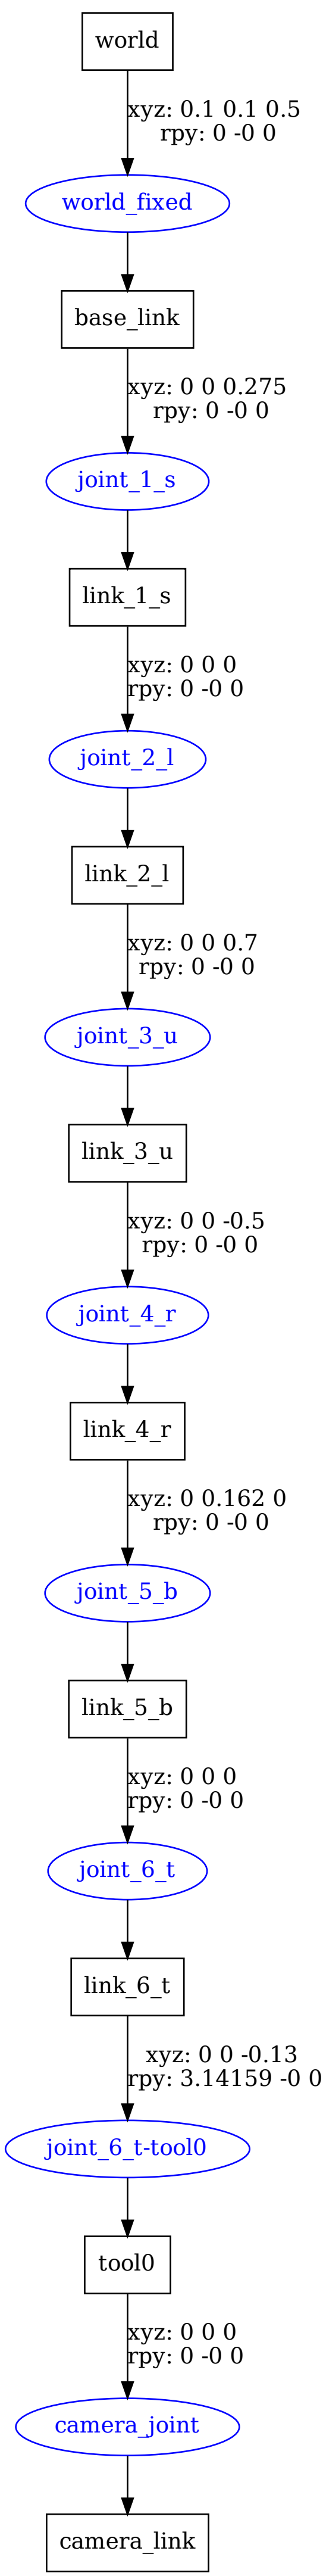 world
xyz: 0.1 0.1 0.5
rpy: 0 -0 0
world_fixed
base_link
xyz: 0 0 0.275
rpy: 0 -0 0
joint_1_s
link_1_s
xyz: 0 0 0
rpy: 0 -0 0
joint_2_l
link_2_l
xyz: 0 0 0.7
rpy: 0 -0 0
joint_3_u
link_3_u
xyz: 0 0 -0.5
rpy: 0 -0 0
joint_4_r
link_4_r
xyz: 0 0.162 0
rpy: 0 -0 0
joint_5_b
link_5_b
xyz: 0 0 0
rpy: 0 -0 0
joint_6_t
link_6_t
xyz: 0 0 -0.13
rpy: 3.14159 -0 0
joint_6_t-tool0
tool0
xyz: 0 0 0
rpy: 0 -0 0
camera_joint
camera_link